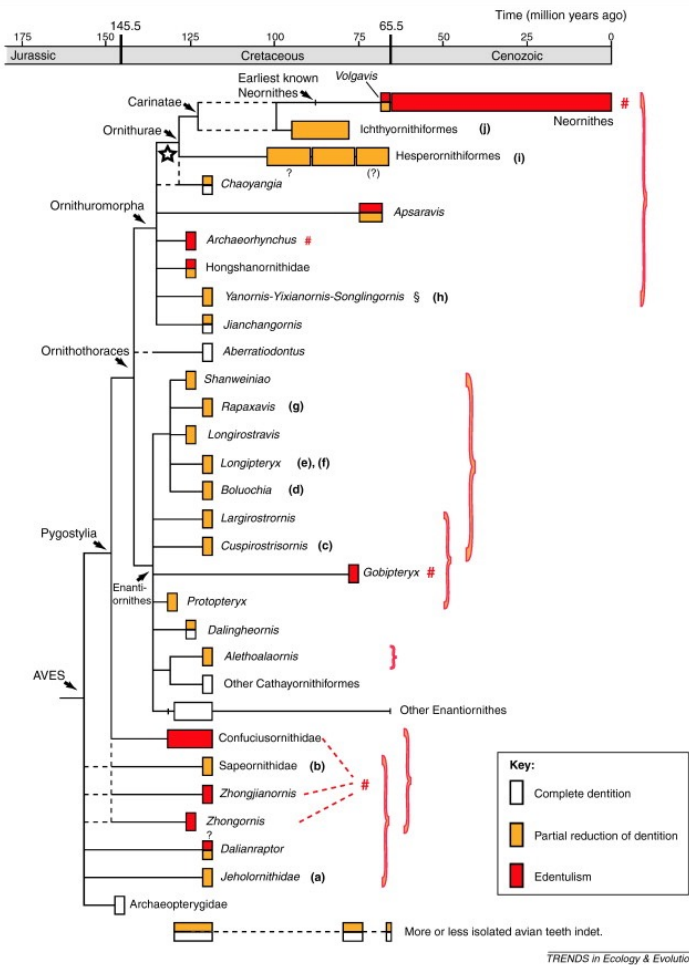 Time (million years ago)
175 150 145.5 125 100 75 65.5 50 25 0
Jurassic Cretaceous Cenozoic
Earliest known
Neornithes
Volgavis
Carinatae
#
Neornithes
Ornithurae
Ichthyornithiformes (j)
Hesperornithiformes (i)
? (?)
Chaoyangia
Ornithuromorpha
Apsaravis
Archaeorhynchus #
Hongshanornithidae
Yanornis-Yixianornis-Songlingornis § (h)
Jianchangornis
Ornithothoraces
Aberratiodontus
Shanweiniao
Rapaxavis (g)
Longirostravis
Longipteryx (e), (f)
Boluochia (d)
Largirostrornis
Pygostylia
Cuspirostrisornis (c)
Gobipteryx #
Enanti-
ornithes
Protopteryx
Dalingheornis
Alethoalaornis
AVES
Other Cathayornithiformes
Other Enantiornithes
Confuciusornithidae
Sapeornithidae (b)
#
Zhongjianornis
Zhongornis
?
Dalianraptor
Jeholornithidae (a)
Archaeopterygidae
Key:
Complete dentition
Partial reduction of dentition
Edentulism
More or less isolated avian teeth indet.
TRENDS in Ecology & Evolutio